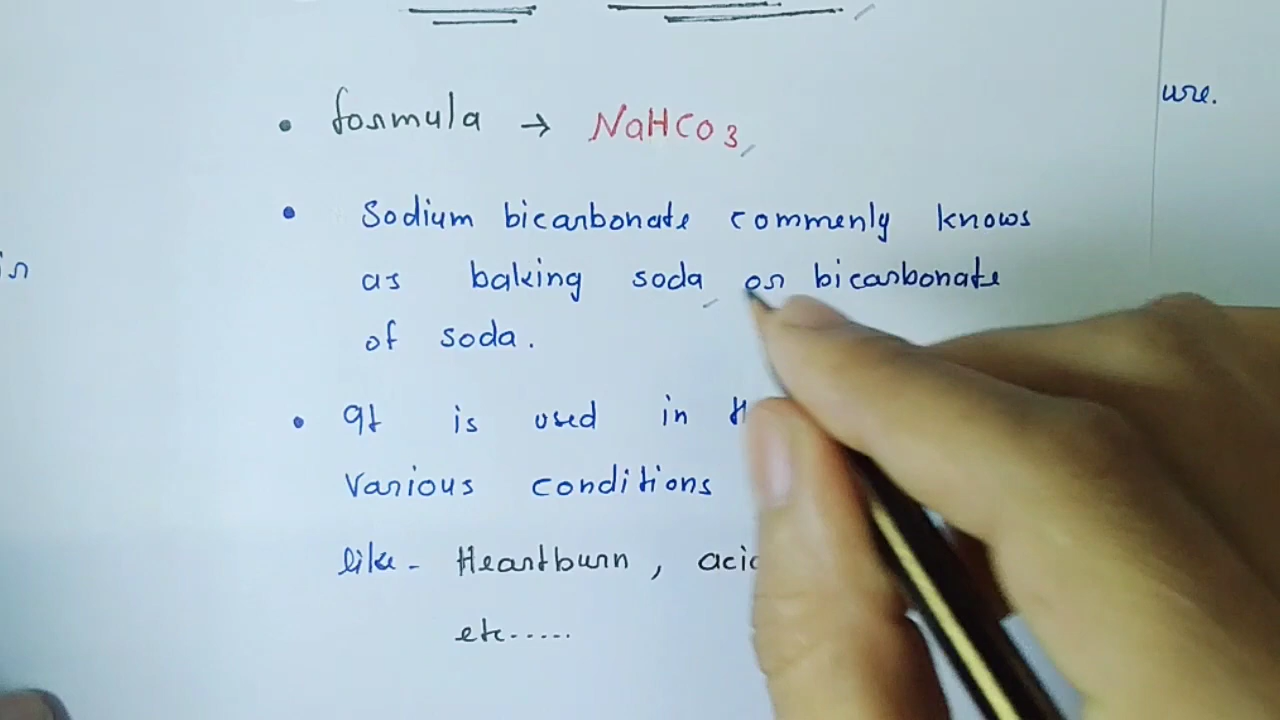 formula → NaHCO3
ure.
Sodium bicarbonate commenly knows
in
as baking soda or bicarbonate
of soda.
It is used in
various conditions
like - Heartburn,
etc.....